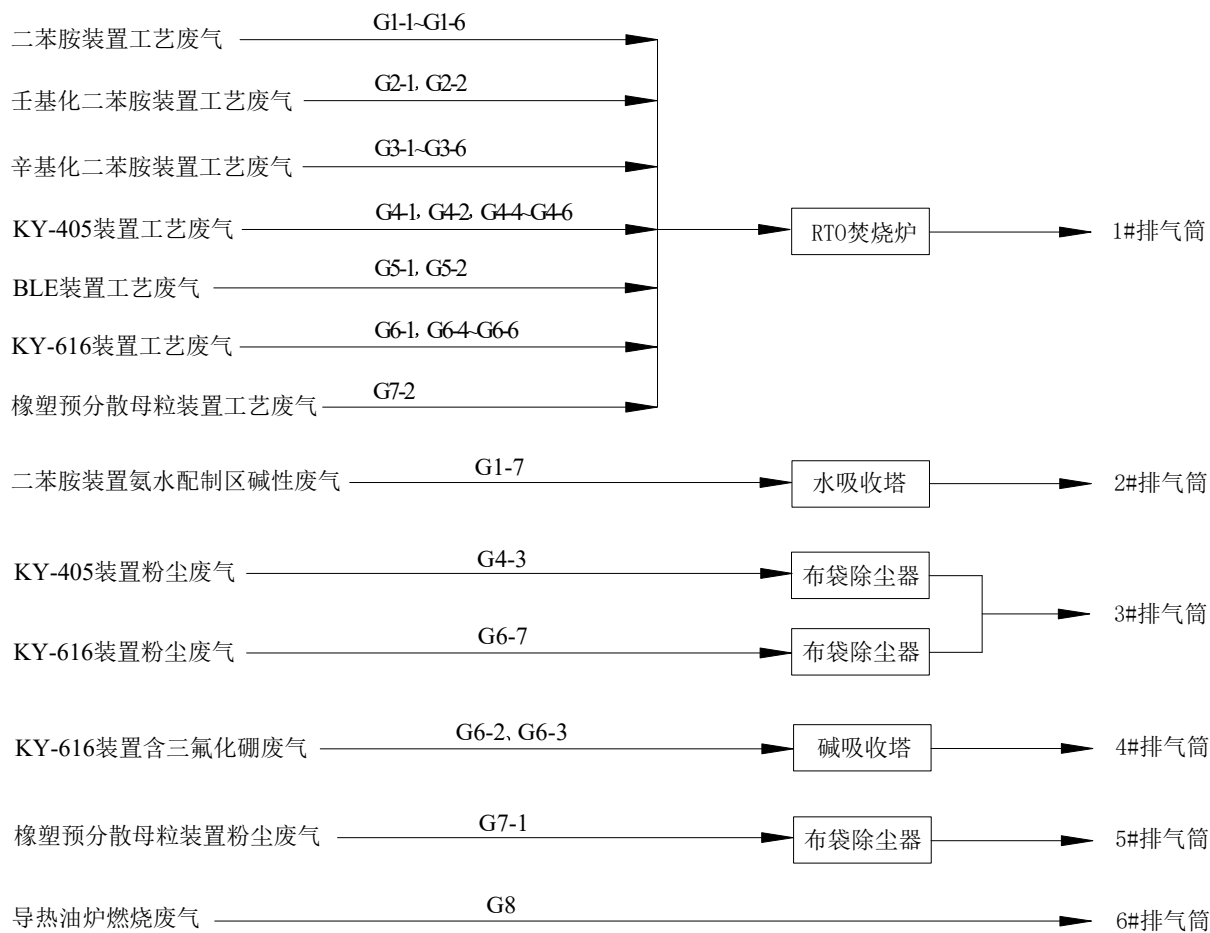 二苯胺装置工艺废气 G1-1~G1-6
壬基化二苯胺装置工艺废气 G2-1, G2-2
辛基化二苯胺装置工艺废气 G3-1~G3-6
KY-405装置工艺废气 G4-1, G4-2, G4-4~G4-6 RTO焚烧炉 1#排气筒
BLE装置工艺废气 G5-1, G5-2
KY-616装置工艺废气 G6-1, G6-4~G6-6
橡塑预分散母粒装置工艺废气 G7-2
二苯胺装置氨水配制区碱性废气 G1-7 水吸收塔 2#排气筒
KY-405装置粉尘废气 G4-3 布袋除尘器
3#排气筒
KY-616装置粉尘废气 G6-7 布袋除尘器
KY-616装置含三氟化硼废气 G6-2、G6-3 碱吸收塔 4#排气筒
橡塑预分散母粒装置粉尘废气 G7-1 布袋除尘器 5#排气筒
导热油炉燃烧废气 G8 6#排气筒